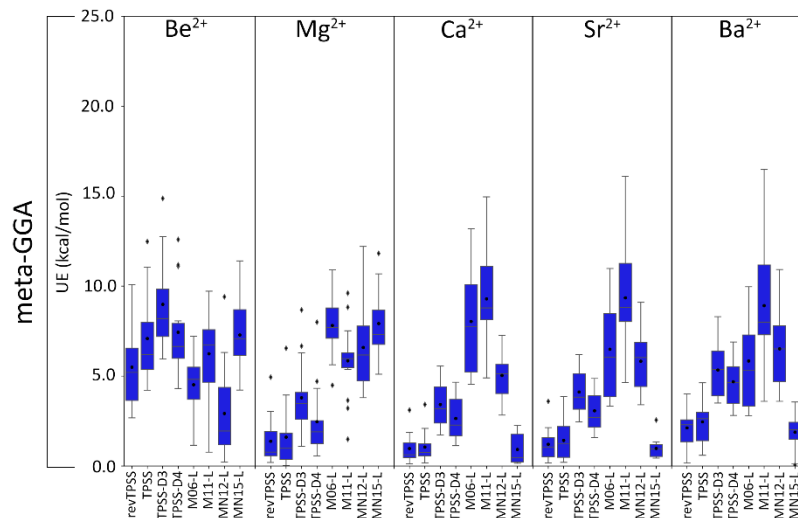 Be2+ Mg2+ Ca2+ Sr2+ Ba2+
meta-GGA
UE (kcal/mol)
25.0
20.0
15.0
10.0
5.0
0.0
revTPSS TPSS TPSS-D3 TPSS-D4 M06-L M11-L MN12-L MN15-L revTPSS TPSS TPSS-D3 TPSS-D4 M06-L M11-L MN12-L MN15-L revTPSS TPSS TPSS-D3 TPSS-D4 M06-L M11-L MN12-L MN15-L revTPSS TPSS TPSS-D3 TPSS-D4 M06-L M11-L MN12-L MN15-L revTPSS TPSS TPSS-D3 TPSS-D4 M06-L M11-L MN12-L MN15-L